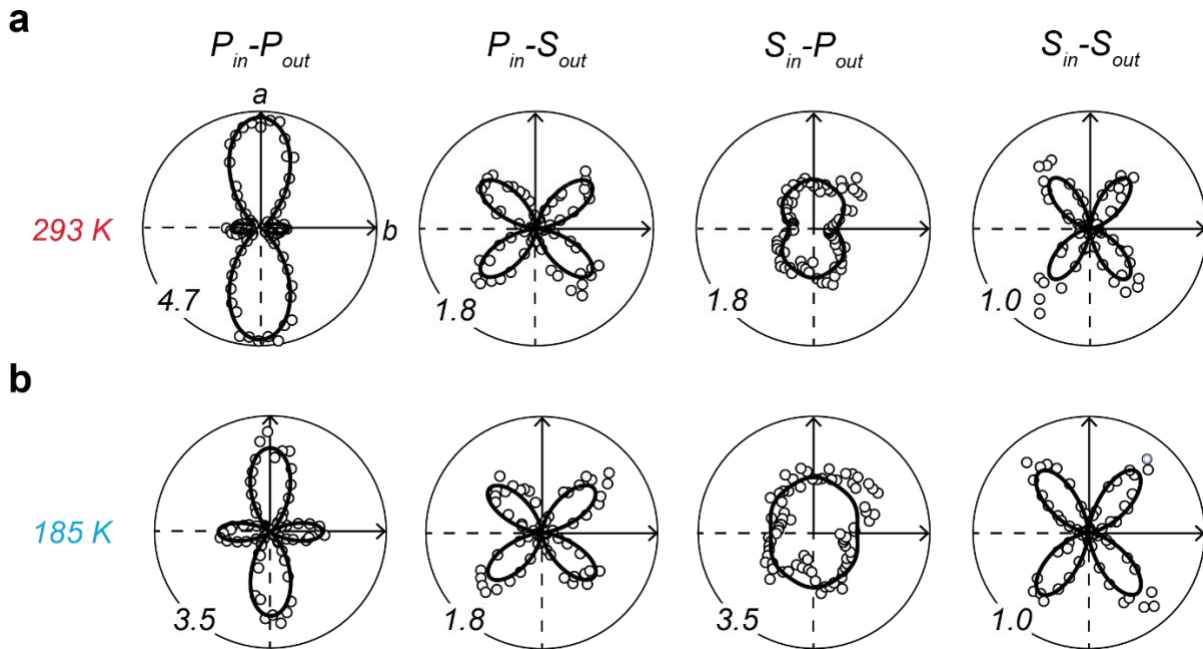 a
P_in-P_out P_in-S_out S_in-P_out S_in-S_out
a
293 K
b
4.7 1.8 1.8 1.0
b
185 K
3.5 1.8 3.5 1.0